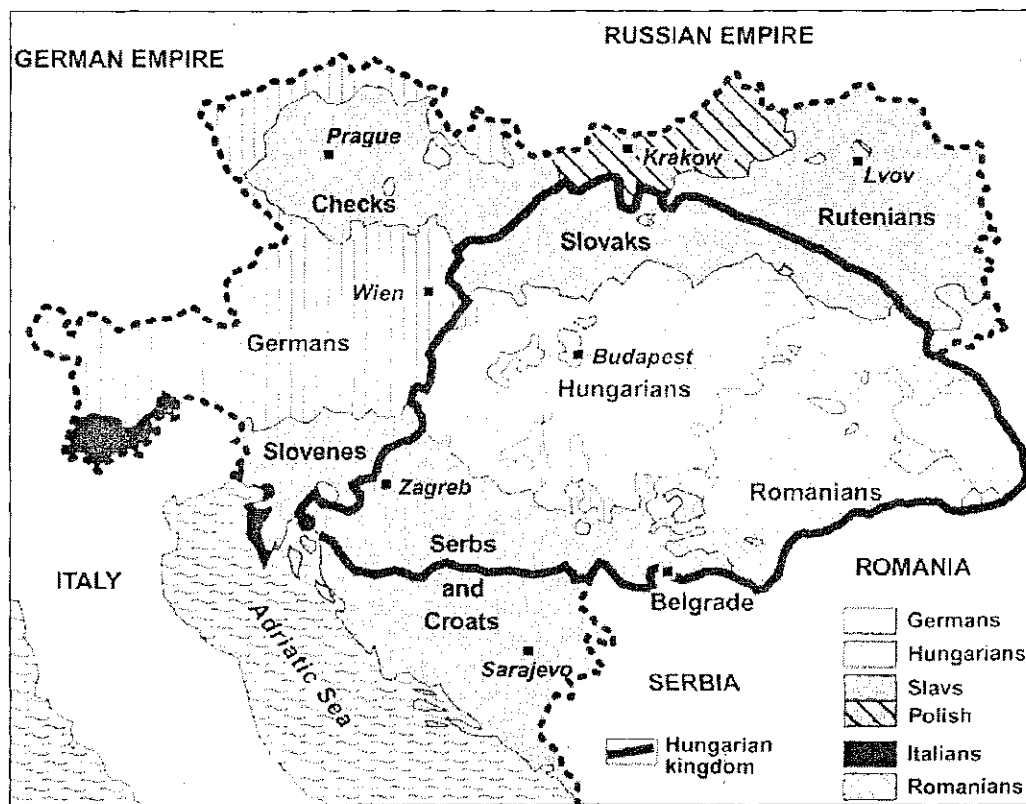 RUSSIAN EMPIRE
GERMAN EMPIRE
Prague
Krakow
Lvov
Checks
Rutenians
Slovaks
Wien
Germans
Budapest
Hungarians
Slovenes
Zagreb
Romanians
Serbs
and
Croats
ITALY
Adriatic Sea
Belgrade
ROMANIA
Sarajevo
SERBIA
Hungarian
kingdom
Germans
Hungarians
Slavs
Polish
Italians
Romanians